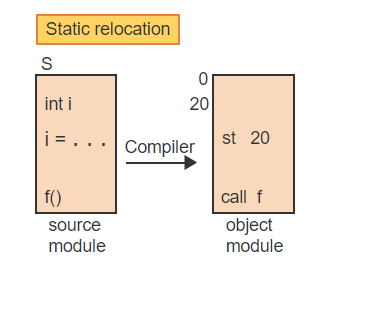 Static relocation
S
int i
i = . . .
f()
source
module
Compiler
0
20
st 20
call f
object
module